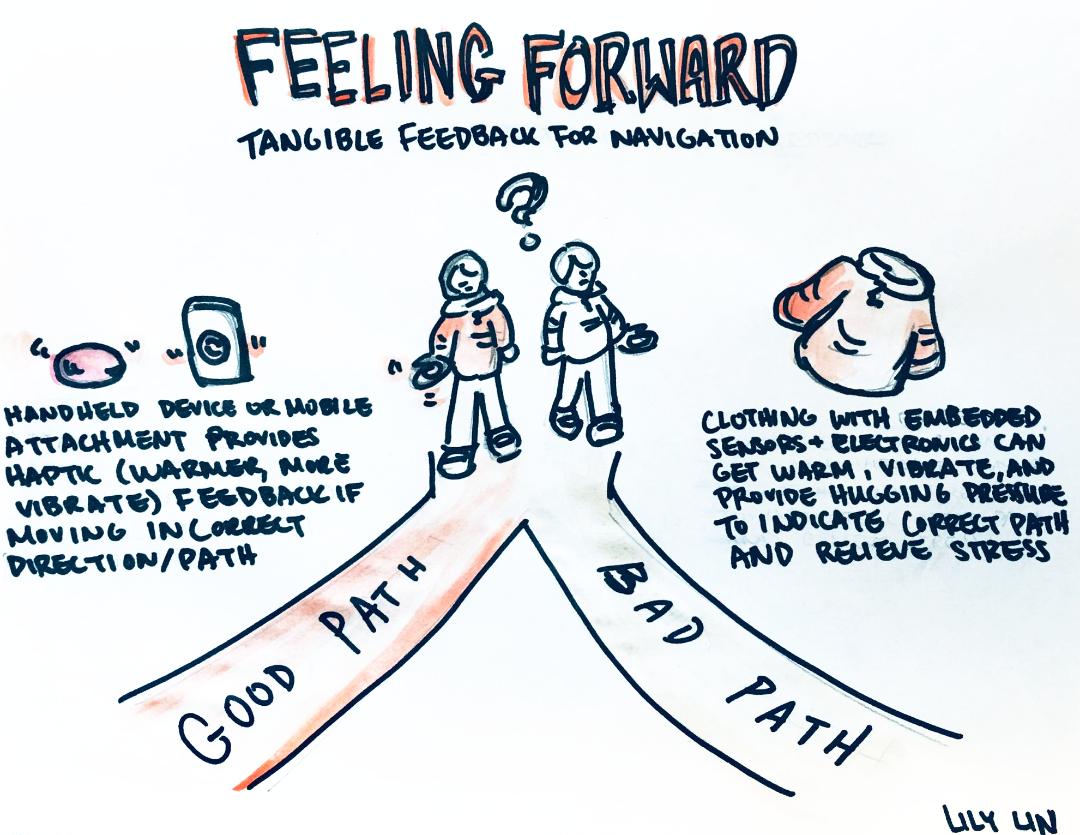 FEELING FORWARD
TANGIBLE FEEDBACK FOR NAVIGATION
?
HANDHELD DEVICE OR MOBILE
ATTACHMENT PROVIDES
HAPTIC (WARMER, MORE
VIBRATE) FEEDBACK IF
MOVING IN CORRECT
DIRECTION/PATH
CLOTHING WITH EMBEDDED
SENSORS + ELECTRONICS CAN
GET WARM, VIBRATE, AND
PROVIDE HUGGING PRESSURE
TO INDICATE CORRECT PATH
AND RELIEVE STRESS
GOOD PATH
BAD PATH
LILY LIN